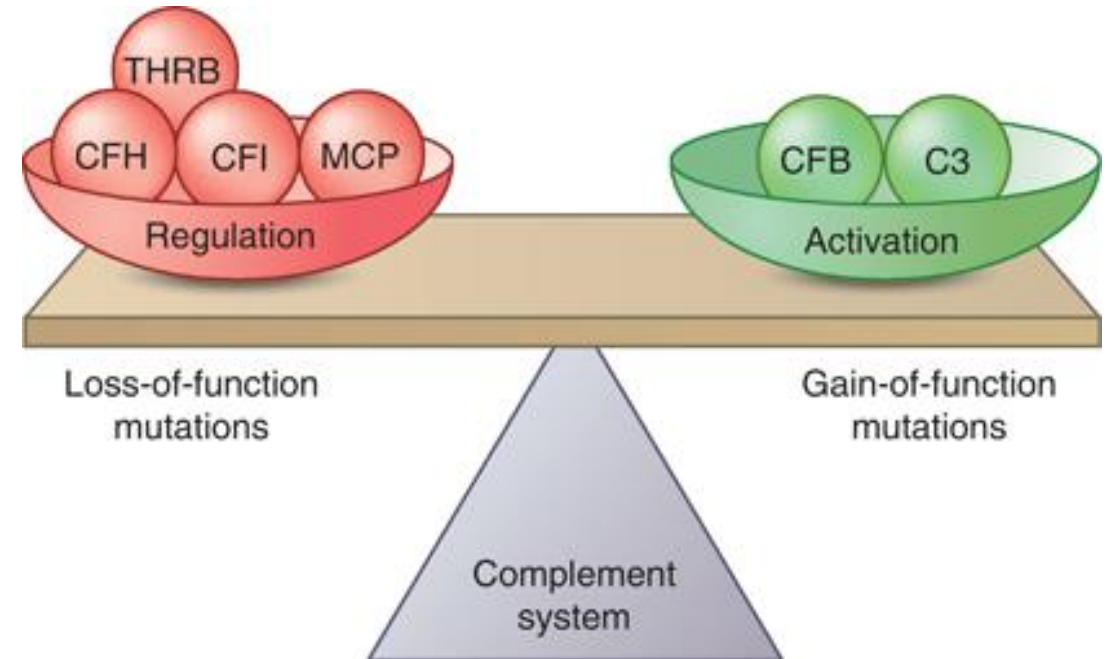 THRB
CFH
CFI
MCP
Regulation
CFB
C3
Activation
Loss-of-function
mutations
Gain-of-function
mutations
Complement
system